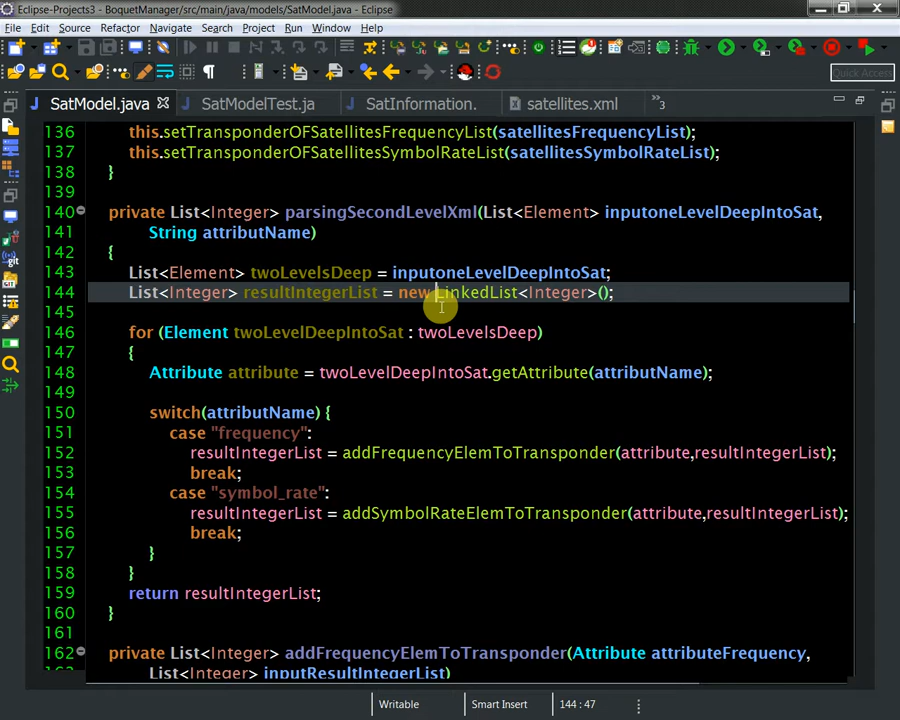 Eclipse-Projects3 - BoquetManager/src/main/java/models/SatModel.java - Eclipse
File Edit Source Refactor Navigate Search Project Run Window Help
Quick Access
SatModel.java SatModelTest.ja SatInformation. satellites.xml »3
136 this.setTransponderOFSatellitesFrequencyList(satellitesFrequencyList);
137 this.setTransponderOFSatellitesSymbolRateList(satellitesSymbolRateList);
138 }
139
140 private List<Integer> parsingSecondLevelXml(List<Element> inputoneLevelDeepIntoSat,
141 String attributName)
142 {
143 List<Element> twoLevelsDeep = inputoneLevelDeepIntoSat;
144 List<Integer> resultIntegerList = new LinkedList<Integer>();
145
146 for (Element twoLevelDeepIntoSat : twoLevelsDeep)
147 {
148 Attribute attribute = twoLevelDeepIntoSat.getAttribute(attributName);
149
150 switch(attributName) {
151 case "frequency":
152 resultIntegerList = addFrequencyElemToTransponder(attribute,resultIntegerList);
153 break;
154 case "symbol_rate":
155 resultIntegerList = addSymbolRateElemToTransponder(attribute,resultIntegerList);
156 break;
157 }
158 }
159 return resultIntegerList;
160 }
161
162 private List<Integer> addFrequencyElemToTransponder(Attribute attributeFrequency,
163 List<Integer> inputResultIntegerList)
Writable Smart Insert 144 : 47